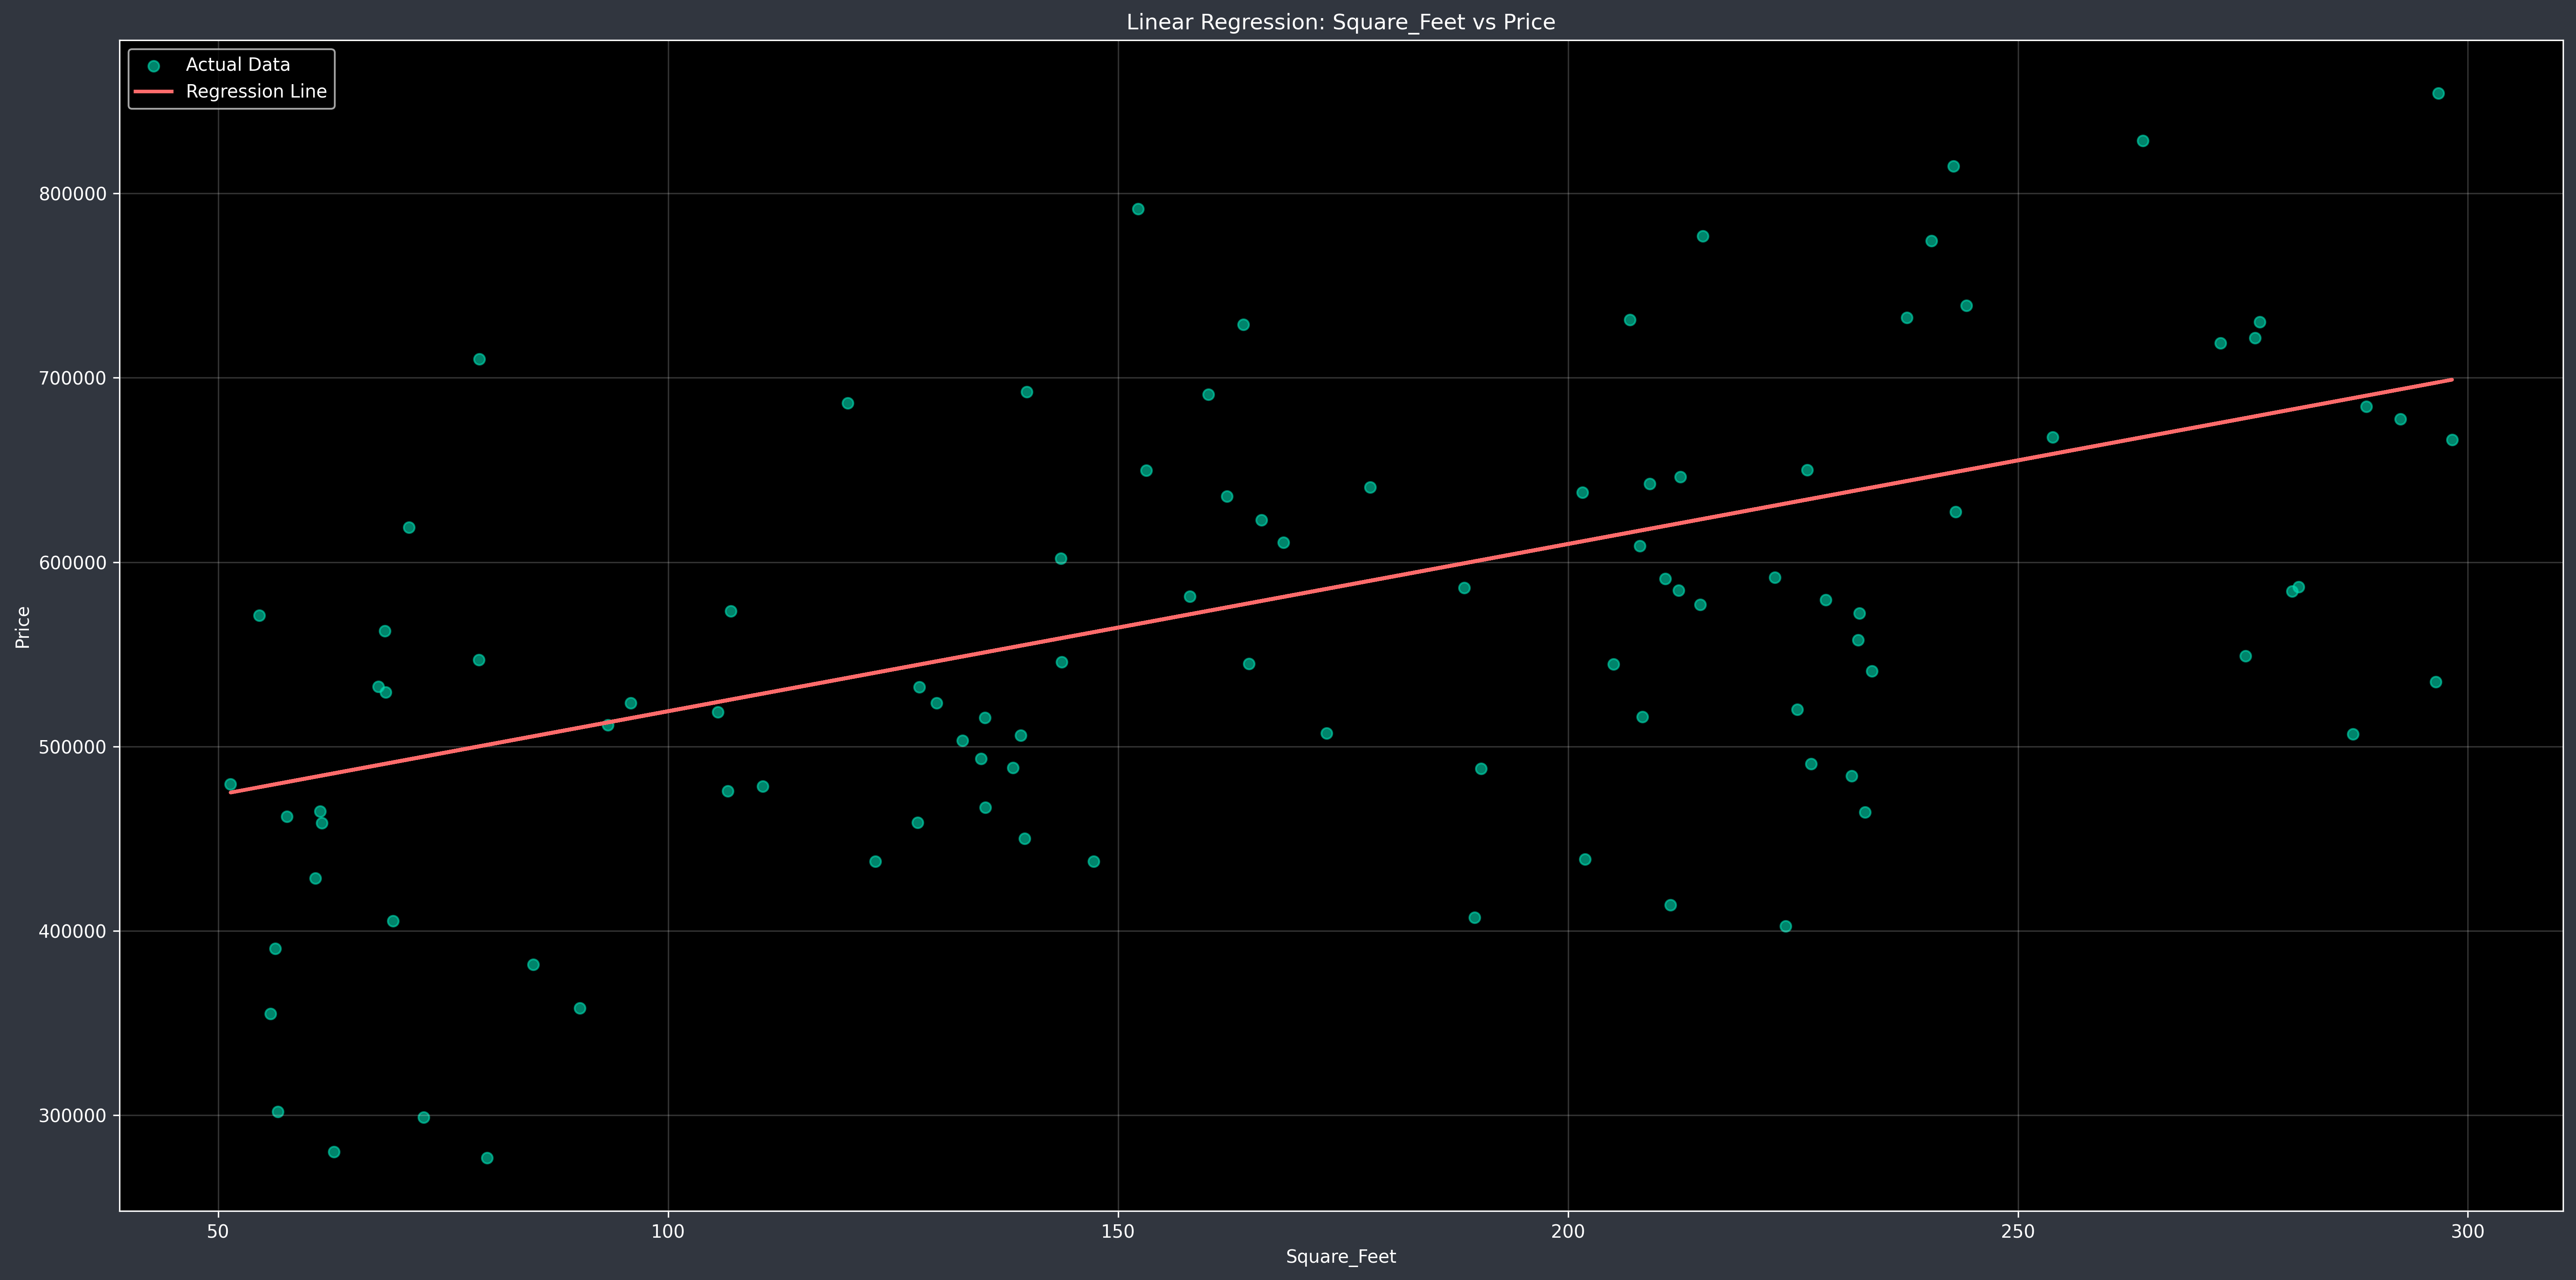 Linear Regression: Square_Feet vs Price
Actual Data
Regression Line
800000
700000
600000
500000
400000
300000
Price
50 100 150 200 250 300
Square_Feet